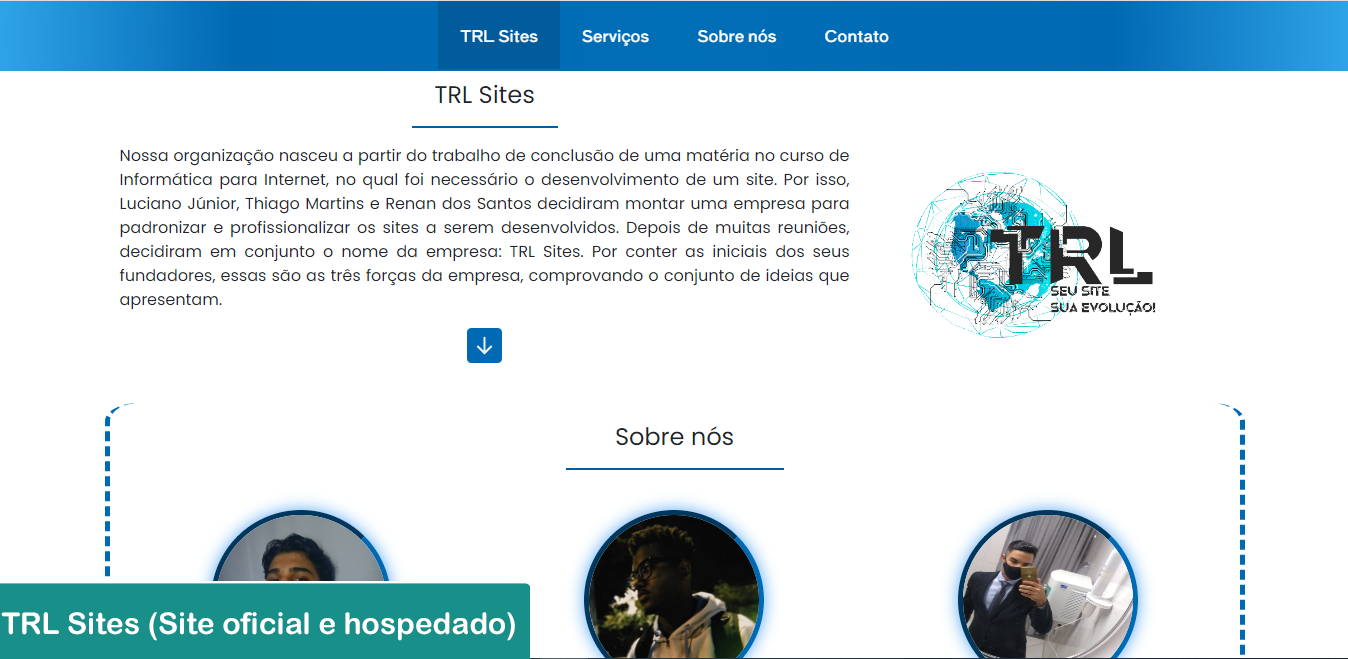 TRL Sites
Serviços
Sobre nós
Contato
TRL Sites
Nossa organização nasceu a partir do trabalho de conclusão de uma matéria no curso de
Informática para Internet, no qual foi necessário o desenvolvimento de um site. Por isso,
Luciano Júnior, Thiago Martins e Renan dos Santos decidiram montar uma empresa para
padronizar e profissionalizar os sites a serem desenvolvidos. Depois de muitas reuniões,
decidiram em conjunto o nome da empresa: TRL Sites. Por conter as iniciais dos seus
fundadores, essas são as três forças da empresa, comprovando o conjunto de ideias que
apresentam.
TRL
SEU SITE
SUA EVOLUÇÃO!
Sobre nós
TRL Sites (Site oficial e hospedado)